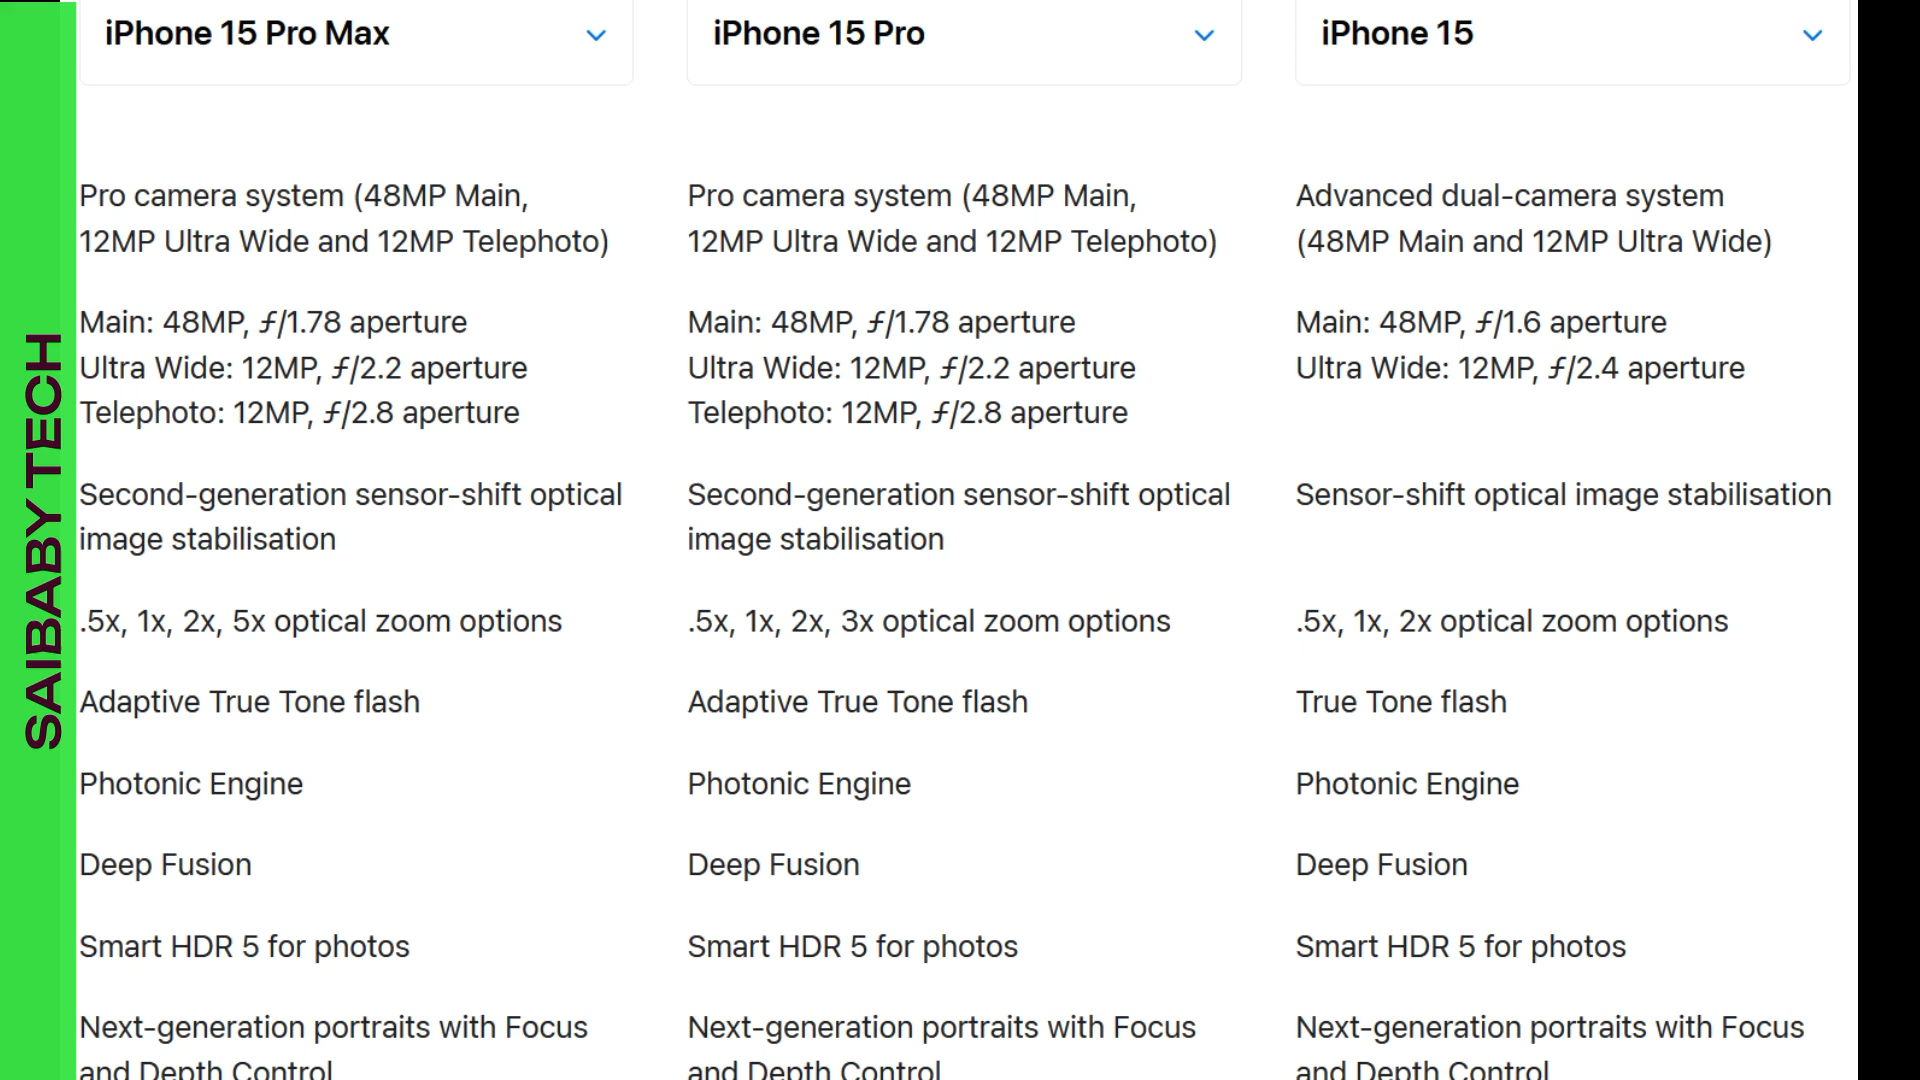 iPhone 15 Pro Max
iPhone 15 Pro
iPhone 15
SAIBABY TECH
Pro camera system (48MP Main,
12MP Ultra Wide and 12MP Telephoto)
Main: 48MP, ƒ/1.78 aperture
Ultra Wide: 12MP, ƒ/2.2 aperture
Telephoto: 12MP, ƒ/2.8 aperture
Second-generation sensor-shift optical
image stabilisation
.5x, 1x, 2x, 5x optical zoom options
Adaptive True Tone flash
Photonic Engine
Deep Fusion
Smart HDR 5 for photos
Next-generation portraits with Focus
and Depth Control
Pro camera system (48MP Main,
12MP Ultra Wide and 12MP Telephoto)
Main: 48MP, ƒ/1.78 aperture
Ultra Wide: 12MP, ƒ/2.2 aperture
Telephoto: 12MP, ƒ/2.8 aperture
Second-generation sensor-shift optical
image stabilisation
.5x, 1x, 2x, 3x optical zoom options
Adaptive True Tone flash
Photonic Engine
Deep Fusion
Smart HDR 5 for photos
Next-generation portraits with Focus
and Depth Control
Advanced dual-camera system
(48MP Main and 12MP Ultra Wide)
Main: 48MP, ƒ/1.6 aperture
Ultra Wide: 12MP, ƒ/2.4 aperture
Sensor-shift optical image stabilisation
.5x, 1x, 2x optical zoom options
True Tone flash
Photonic Engine
Deep Fusion
Smart HDR 5 for photos
Next-generation portraits with Focus
and Depth Control